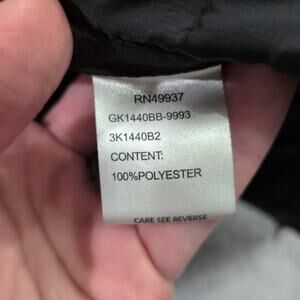 RN49937
GK1440BB-9993
3K1440B2
CONTENT:
100%POLYESTER
CARE SEE REVERSE